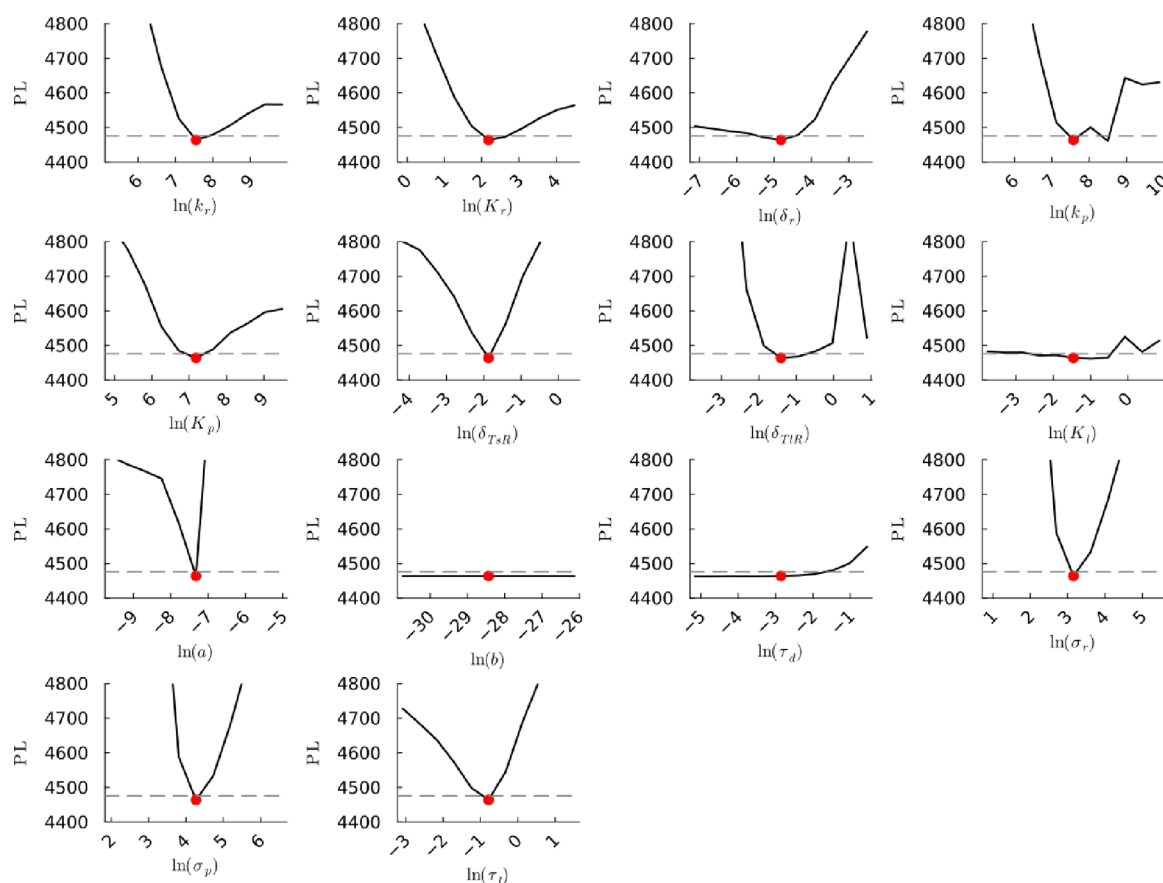 PL 4800 4700 4600 4500 4400
6 7 8 9
ln(k_r)
PL 4800 4700 4600 4500 4400
0 1 2 3 4
ln(K_r)
PL 4800 4700 4600 4500 4400
−7 −6 −5 −4 −3
ln(δ_r)
PL 4800 4700 4600 4500 4400
6 7 8 9 10
ln(k_p)
PL 4800 4700 4600 4500 4400
5 6 7 8 9
ln(K_p)
PL 4800 4700 4600 4500 4400
−4 −3 −2 −1 0
ln(δ_{TsR})
PL 4800 4700 4600 4500 4400
−3 −2 −1 0 1
ln(δ_{TlR})
PL 4800 4700 4600 4500 4400
−3 −2 −1 0
ln(K_l)
PL 4800 4700 4600 4500 4400
−9 −8 −7 −6 −5
ln(a)
PL 4800 4700 4600 4500 4400
−30 −29 −28 −27 −26
ln(b)
PL 4800 4700 4600 4500 4400
−5 −4 −3 −2 −1
ln(τ_d)
PL 4800 4700 4600 4500 4400
1 2 3 4 5
ln(σ_r)
PL 4800 4700 4600 4500 4400
2 3 4 5 6
ln(σ_p)
PL 4800 4700 4600 4500 4400
−3 −2 −1 0 1
ln(τ_l)